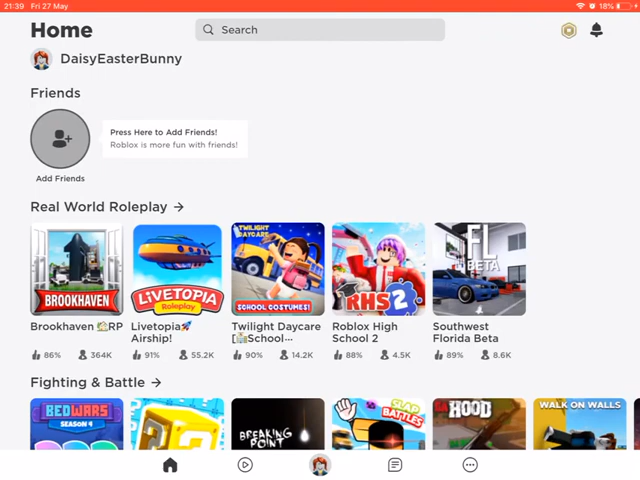 21:39 Fri 27 May 18%
Home
Search
DaisyEasterBunny
Friends
Press Here to Add Friends!
Roblox is more fun with friends!
Add Friends
Real World Roleplay →
BROOKHAVEN
LIVETOPIA
Roleplay
TWILIGHT
DAYCARE
SCHOOL COSTUMES!
RHS 2
FL
BETA
Brookhaven 🏡RP
Livetopia🚀
Airship!
Twilight Daycare
[🏫School...
Roblox High
School 2
Southwest
Florida Beta
86% 364K
91% 55.2K
90% 14.2K
88% 4.5K
89% 8.6K
Fighting & Battle →
BEDWARS
SEASON 4
BREAKING
POINT
SLAP
BATTLES
DA HOOD
WALK ON WALLS